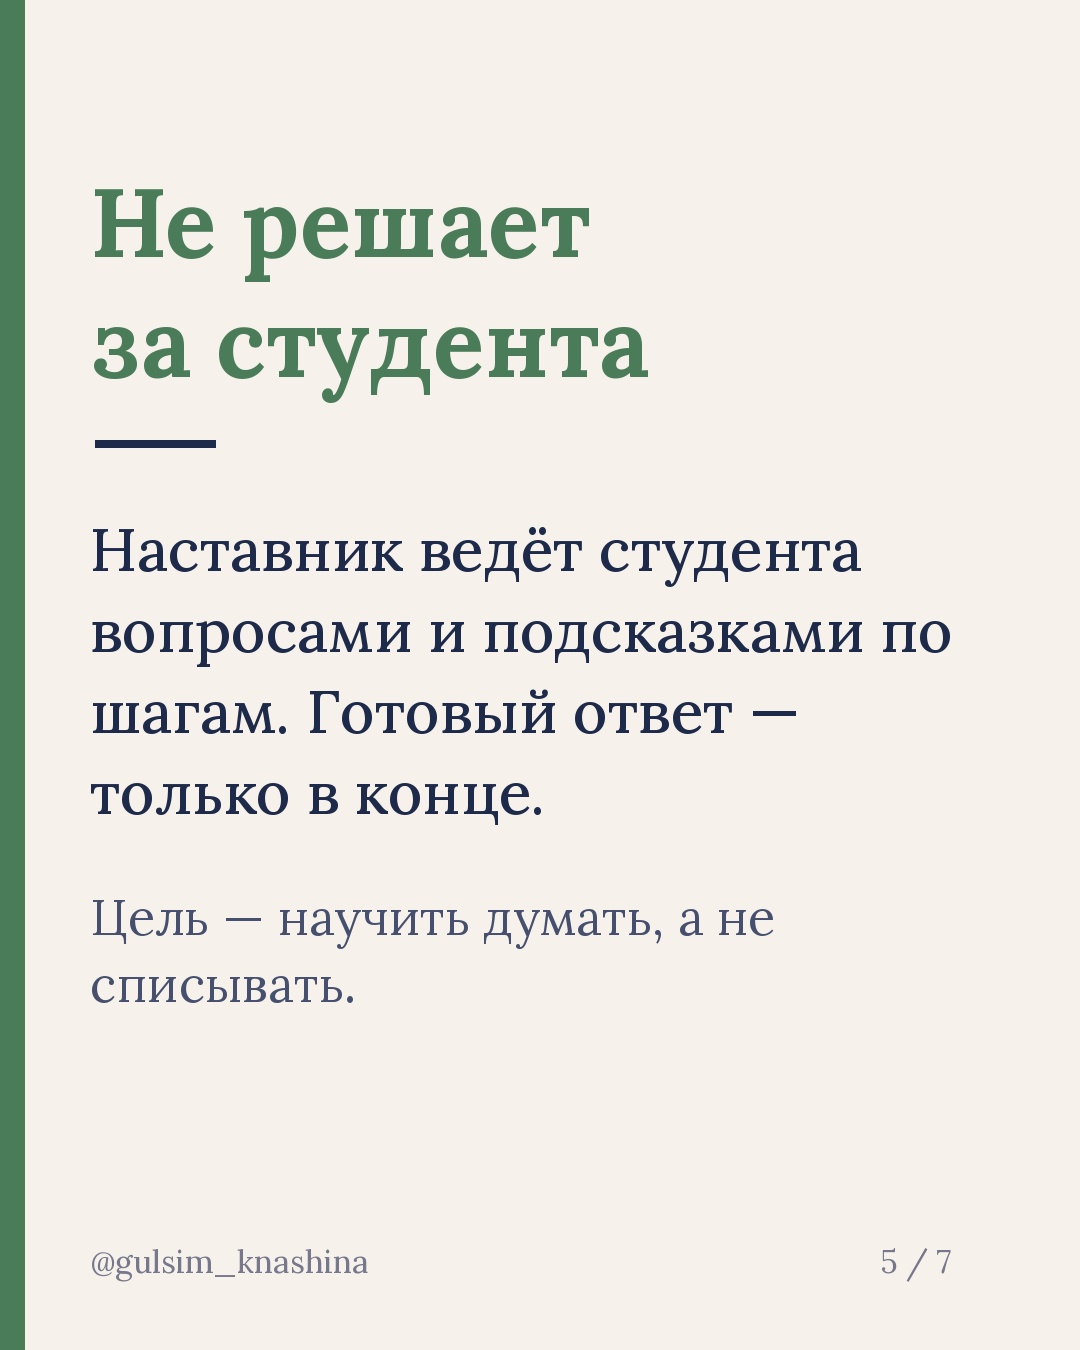 Не решает
за студента
Наставник ведёт студента
вопросами и подсказками по
шагам. Готовый ответ —
только в конце.
Цель — научить думать, а не
списывать.
@gulsim_knashina
5 / 7